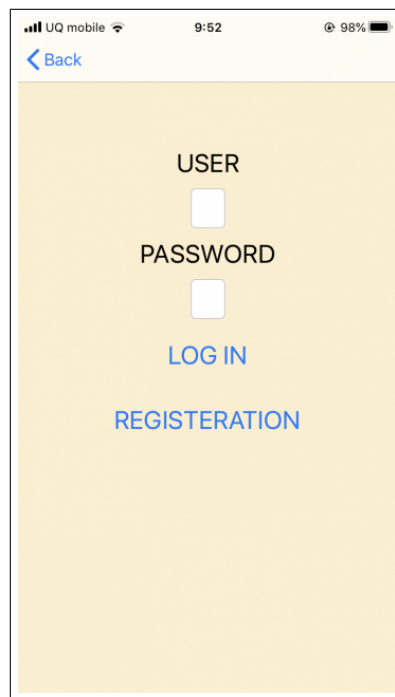 UQ mobile 9:52 98%
Back
USER
PASSWORD
LOG IN
REGISTERATION